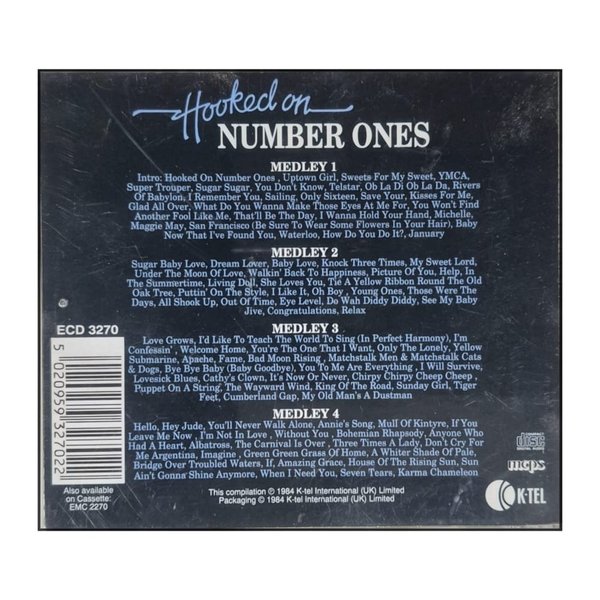 Hooked on
NUMBER ONES
MEDLEY 1
Intro: Hooked On Number Ones , Uptown Girl, Sweets For My Sweet, YMCA,
Super Trouper, Sugar Sugar, You Don't Know, Telstar, Ob La Di Ob La Da, Rivers
Of Babylon, I Remember You, Sailing, Only Sixteen, Save Your, Kisses For Me,
Glad All Over, What Do You Wanna Make Those Eyes At Me For, You Won't Find
Another Fool Like Me, That'll Be The Day, I Wanna Hold Your Hand, Michelle,
Maggie May, San Francisco (Be Sure To Wear Some Flowers In Your Hair), Baby
Now That I've Found You, Waterloo, How Do You Do It?, January
MEDLEY 2
Sugar Baby Love, Dream Lover, Baby Love, Knock Three Times, My Sweet Lord,
Under The Moon Of Love, Walkin' Back To Happiness, Picture Of You, Help, In
The Summertime, Living Doll, She Loves You, Tie A Yellow Ribbon Round The Old
Oak Tree, Puttin' On The Style, I Like It, Oh Boy , Young Ones, Those Were The
Days, All Shook Up, Out Of Time, Eye Level, Do Wah Diddy Diddy, See My Baby
Jive, Congratulations, Relax
MEDLEY 3
Love Grows, I'd Like To Teach The World To Sing (In Perfect Harmony), I'm
Confessin' , Welcome Home, You're The One That I Want, Only The Lonely, Yellow
Submarine, Apache, Fame, Bad Moon Rising , Matchstalk Men & Matchstalk Cats
& Dogs, Bye Bye Baby (Baby Goodbye), You To Me Are Everything , I Will Survive,
Lovesick Blues, Cathy's Clown, It's Now Or Never, Chirpy Chirpy Cheep Cheep ,
Puppet On A String, The Wayward Wind, King Of The Road, Sunday Girl, Tiger
Feet, Cumberland Gap, My Old Man's A Dustman
MEDLEY 4
Hello, Hey Jude, You'll Never Walk Alone, Annie's Song, Mull Of Kintyre, If You
Leave Me Now , I'm Not In Love , Without You , Bohemian Rhapsody, Anyone Who
Had A Heart, Albatross, The Carnival Is Over, Three Times A Lady, Don't Cry For
Me Argentina, Imagine , Green Green Grass Of Home, A Whiter Shade Of Pale,
Bridge Over Troubled Waters, If, Amazing Grace, House Of The Rising Sun, Sun
Ain't Gonna Shine Anymore, When I Need You, Seven Tears, Karma Chameleon
ECD 3270
5 020959 327022
Also available
on Cassette:
EMC 2270
This compilation ℗ 1984 K-tel International (UK) Limited
Packaging © 1984 K-tel International (UK) Limited
COMPACT
disc
DIGITAL AUDIO
mcps
K-TEL